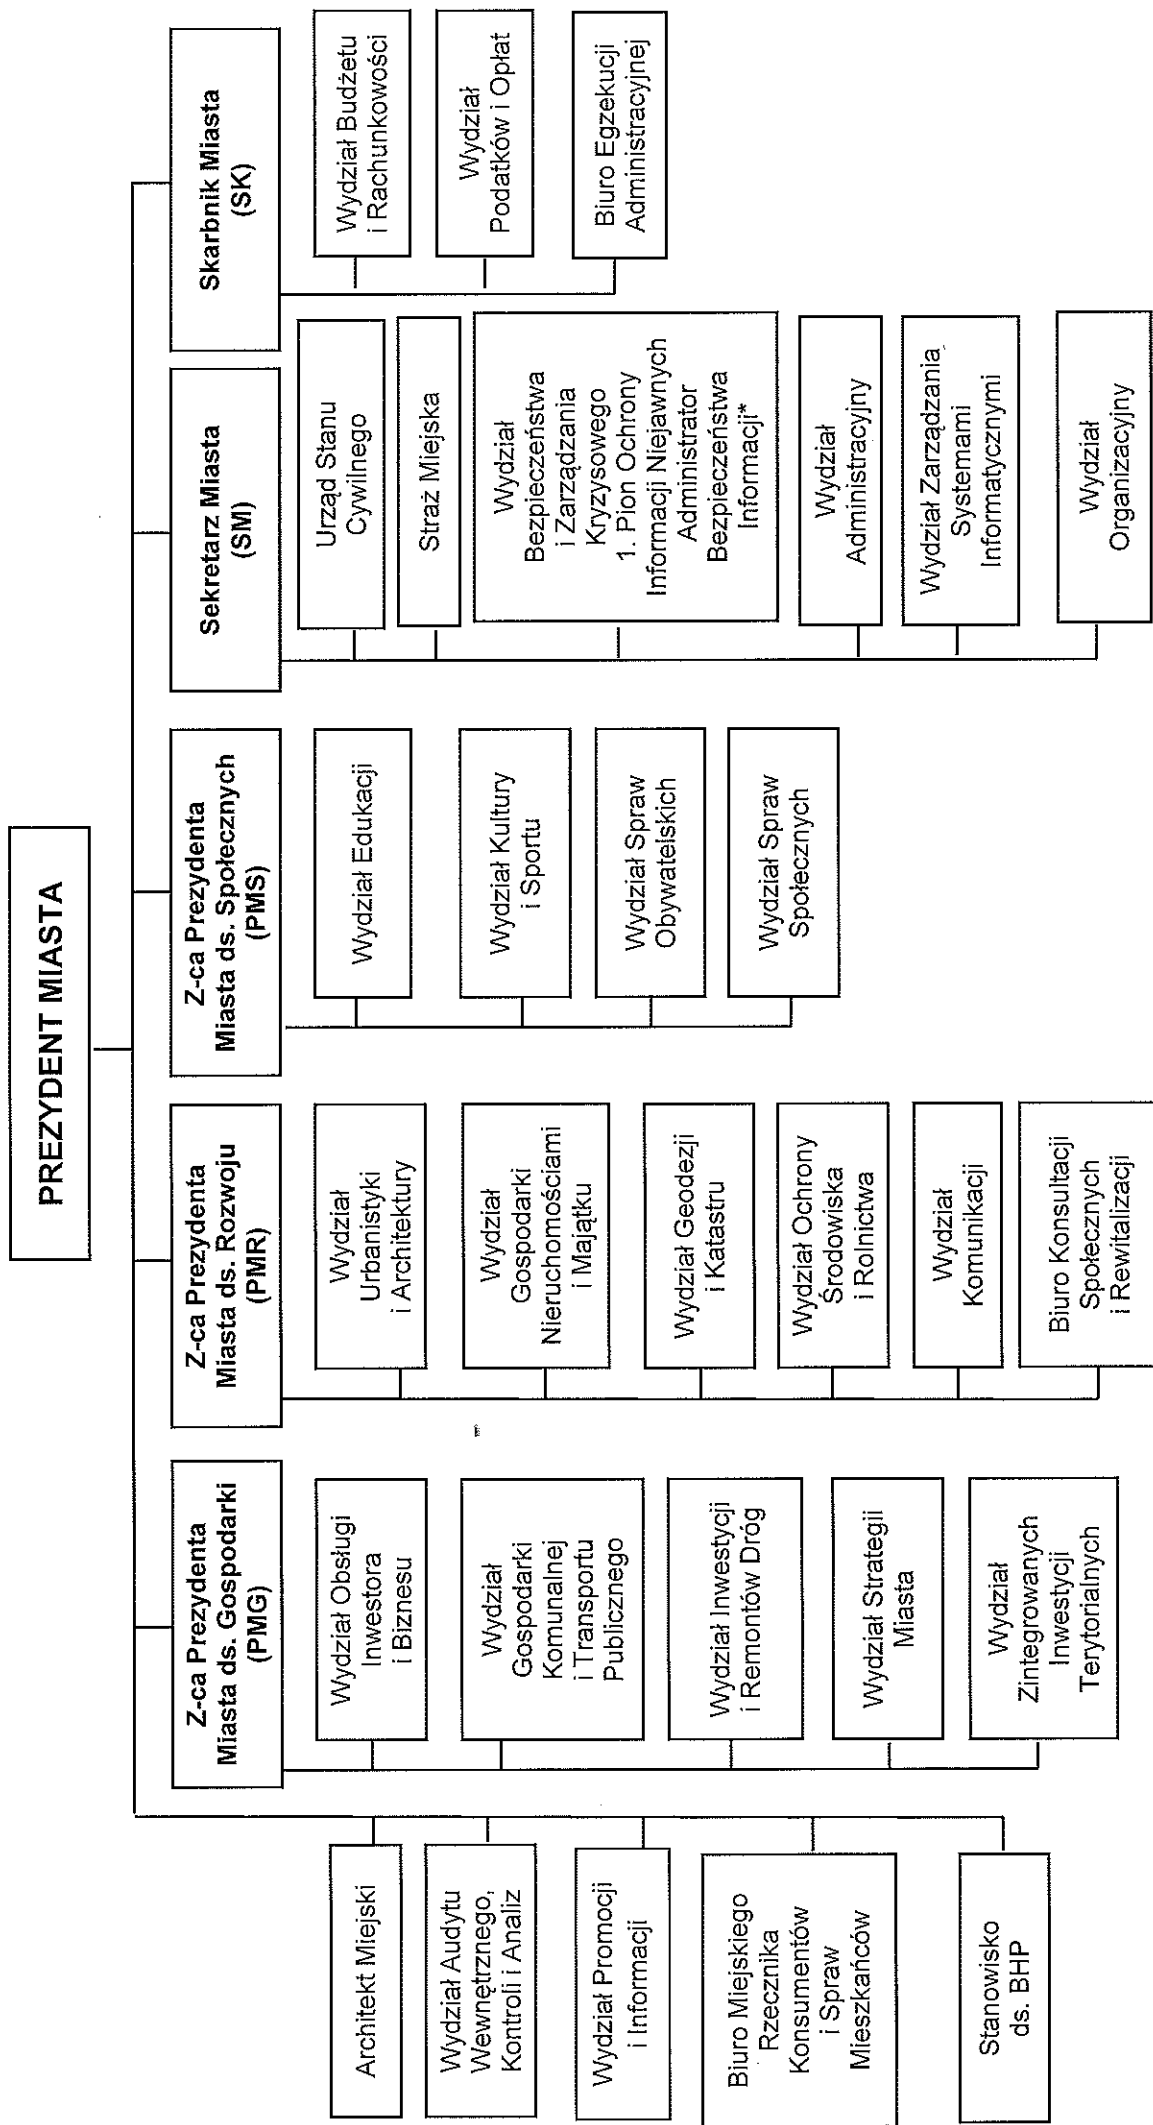 PREZYDENT MIASTA
Architekt Miejski
Wydział Audytu
Wewnętrznego,
Kontroli i Analiz
Wydział Promocji
i Informacji
Biuro Miejskiego
Rzecznika
Konsumentów
i Spraw
Mieszkańców
Stanowisko
ds. BHP
Z-ca Prezydenta
Miasta ds. Gospodarki
(PMG)
Wydział Obsługi
Inwestora
i Biznesu
Wydział
Gospodarki
Komunalnej
i Transportu
Publicznego
Wydział Inwestycji
i Remontów Dróg
Wydział Strategii
Miasta
Wydział
Zintegrowanych
Inwestycji
Terytorialnych
Z-ca Prezydenta
Miasta ds. Rozwoju
(PMR)
Wydział
Urbanistyki
i Architektury
Wydział
Gospodarki
Nieruchomościami
i Majątku
Wydział Geodezji
i Katastru
Wydział Ochrony
Środowiska
i Rolnictwa
Wydział
Komunikacji
Biuro Konsultacji
Społecznych
i Rewitalizacji
Z-ca Prezydenta
Miasta ds. Społecznych
(PMS)
Wydział Edukacji
Wydział Kultury
i Sportu
Wydział Spraw
Obywatelskich
Wydział Spraw
Społecznych
Sekretarz Miasta
(SM)
Urząd Stanu
Cywilnego
Straż Miejska
Wydział
Bezpieczeństwa
i Zarządzania
Kryzysowego
1. Pion Ochrony
Informacji Niejawnych
Administrator
Bezpieczeństwa
Informacji*
Wydział
Administracyjny
Wydział Zarządzania
Systemami
Informatycznymi
Wydział
Organizacyjny
Skarbnik Miasta
(SK)
Wydział Budżetu
i Rachunkowości
Wydział
Podatków i Opłat
Biuro Egzekucji
Administracyjnej